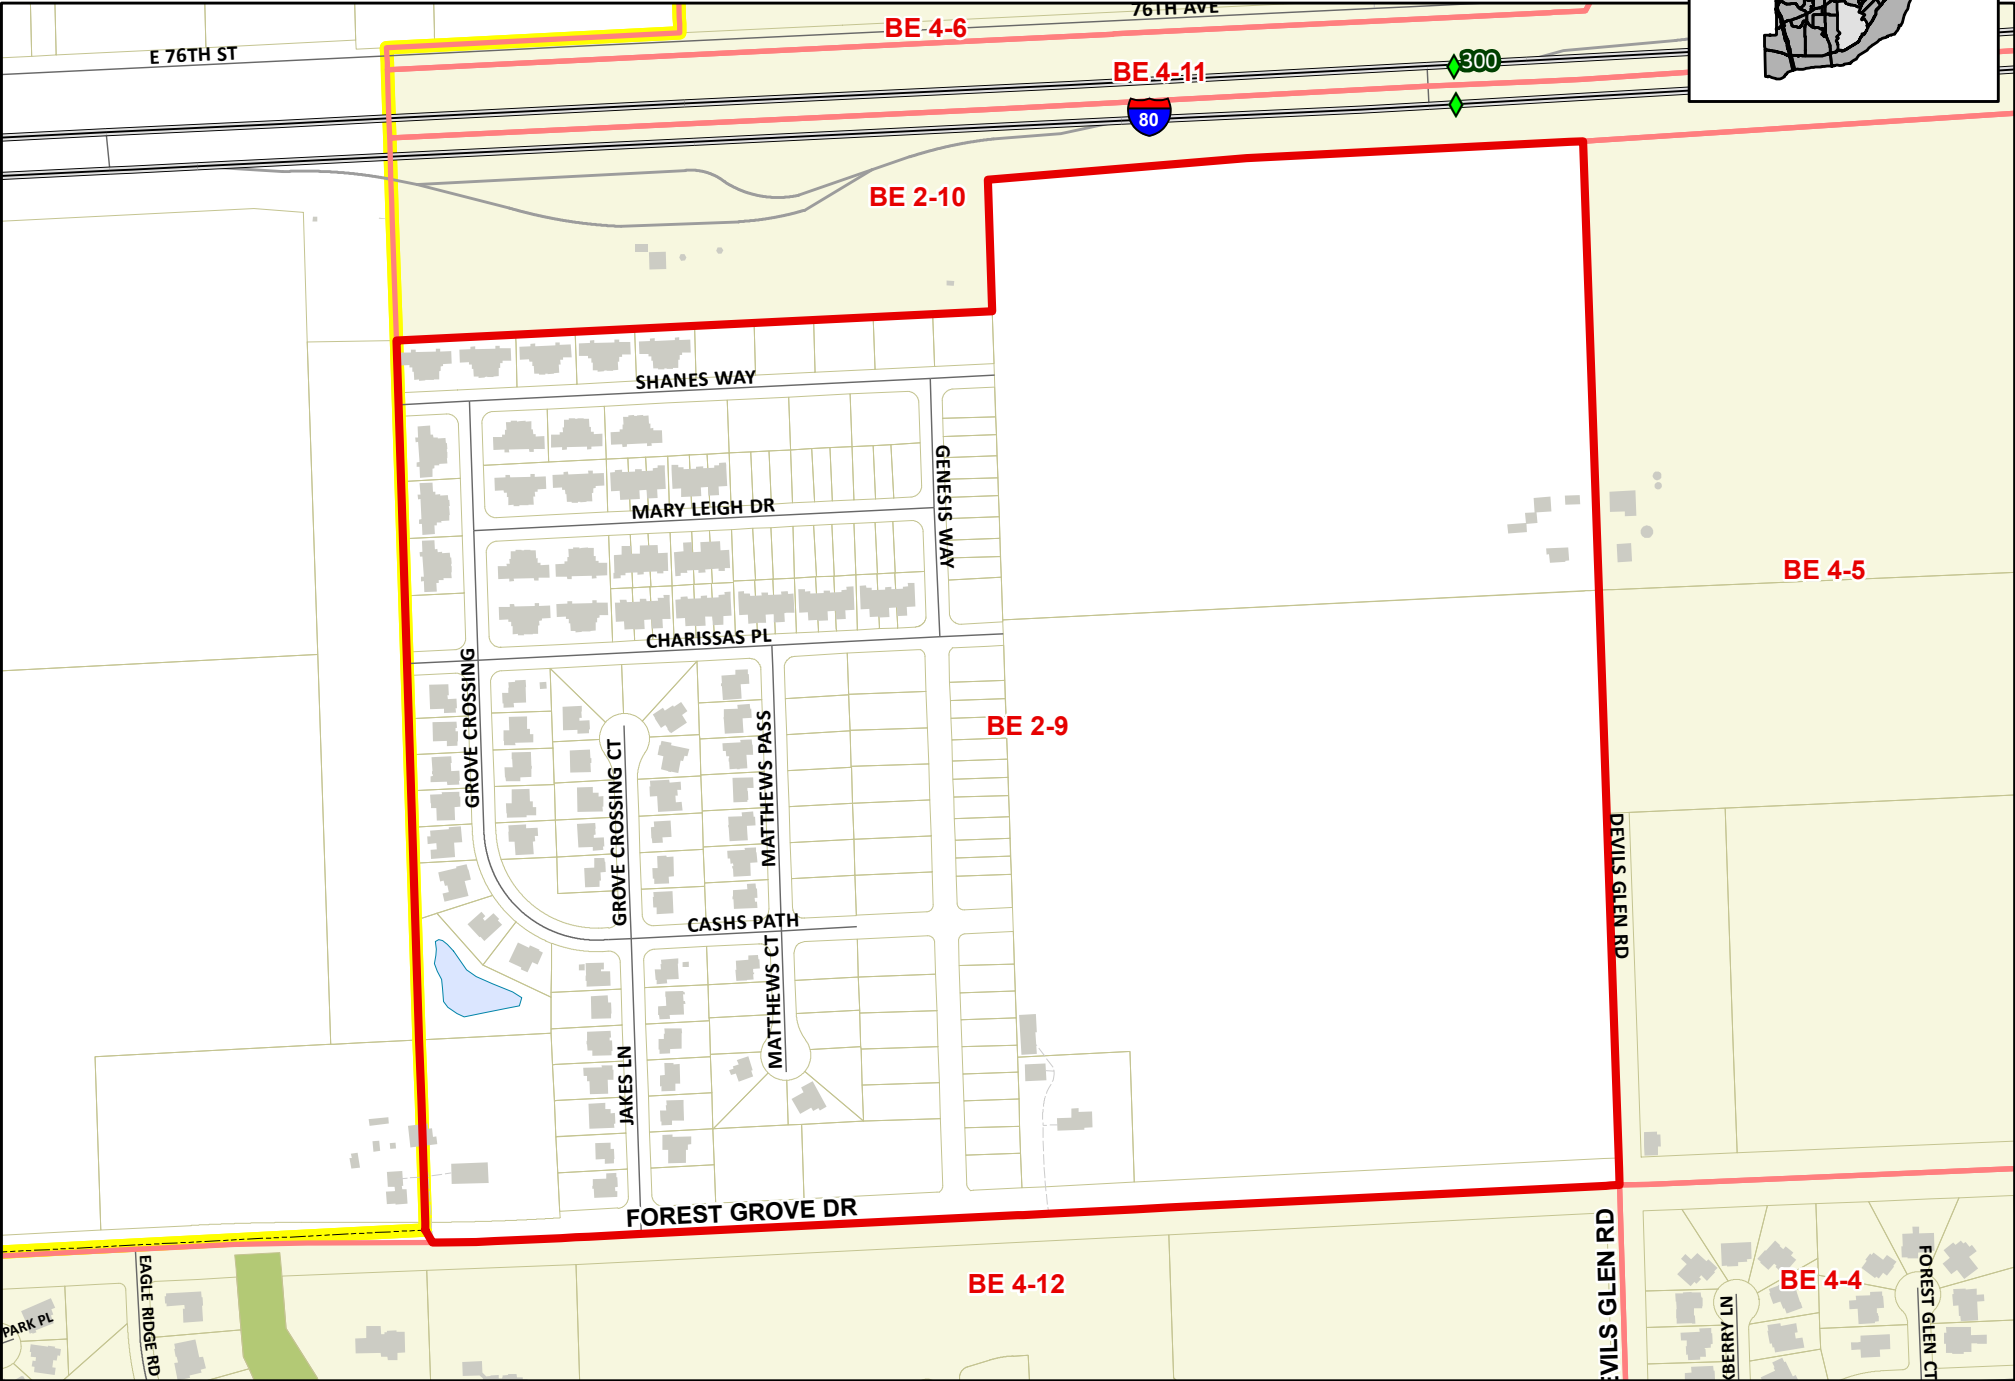 76TH AVE
BE 4-6
E 76TH ST
300
BE 4-11
80
BE 2-10
SHANES WAY
GENESIS WAY
MARY LEIGH DR
BE 4-5
CHARISSAS PL
GROVE CROSSING
MATTHEWS PASS
BE 2-9
GROVE CROSSING CT
DEVILS GLEN RD
CASHS PATH
MATTHEWS CT
JAKES LN
FOREST GROVE DR
EAGLE RIDGE RD
BE 4-12
EVILS GLEN RD
BE 4-4
FOREST GLEN CT
PARK PL
KBERRY LN